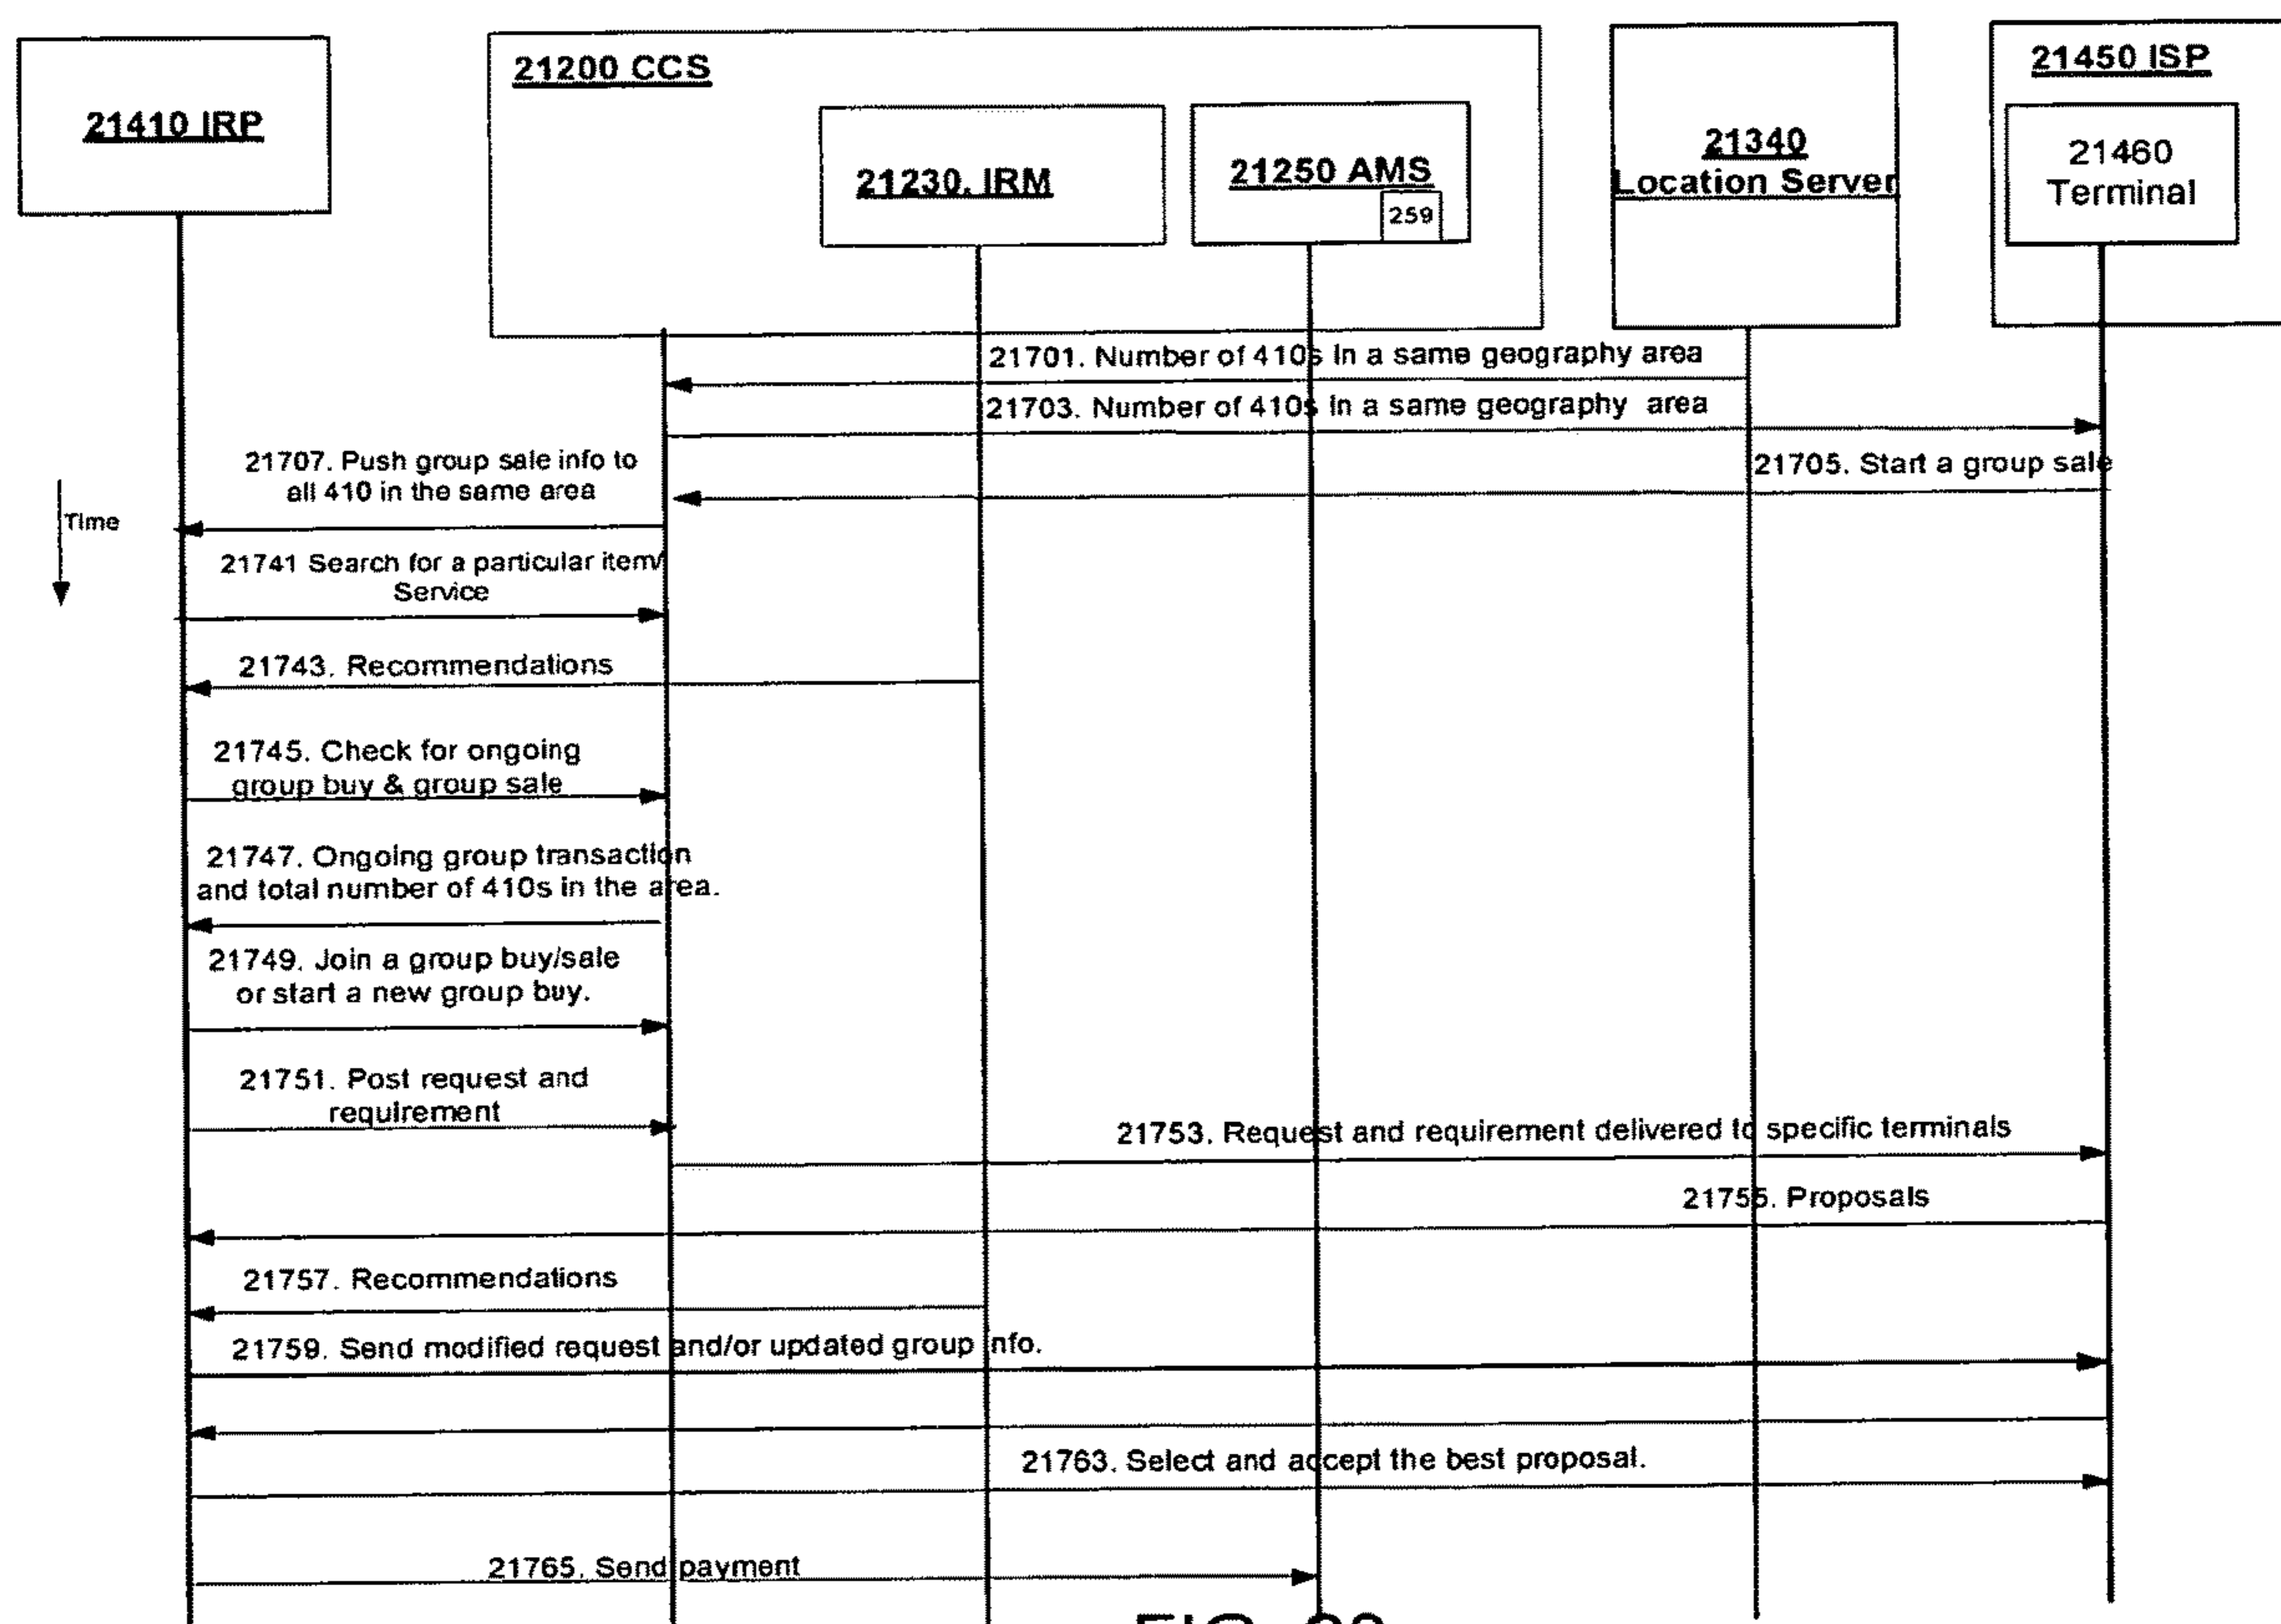 21410 IRP
21200 CCS
21230. IRM
21250 AMS
259
21340
Location Server
21450 ISP
21460
Terminal
21701. Number of 410s in a same geography area
21703. Number of 410s in a same geography area
21705. Start a group sale
21707. Push group sale info to
all 410 in the same area
Time
21741 Search for a particular item/
Service
21743. Recommendations
21745. Check for ongoing
group buy & group sale
21747. Ongoing group transaction
and total number of 410s in the area.
21749. Join a group buy/sale
or start a new group buy.
21751. Post request and
requirement
21753. Request and requirement delivered to specific terminals
21755. Proposals
21757. Recommendations
21759. Send modified request and/or updated group info.
21763. Select and accept the best proposal.
21765. Send payment